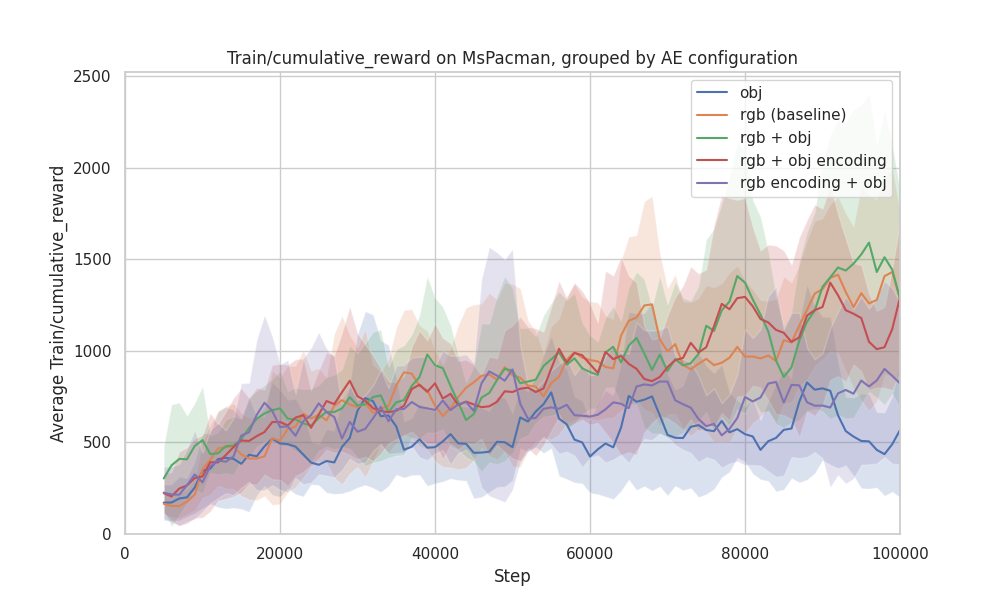 Train/cumulative_reward on MsPacman, grouped by AE configuration
2500
2000
1500
1000
500
0
Average Train/cumulative_reward
obj
rgb (baseline)
rgb + obj
rgb + obj encoding
rgb encoding + obj
0
20000
40000
60000
80000
100000
Step